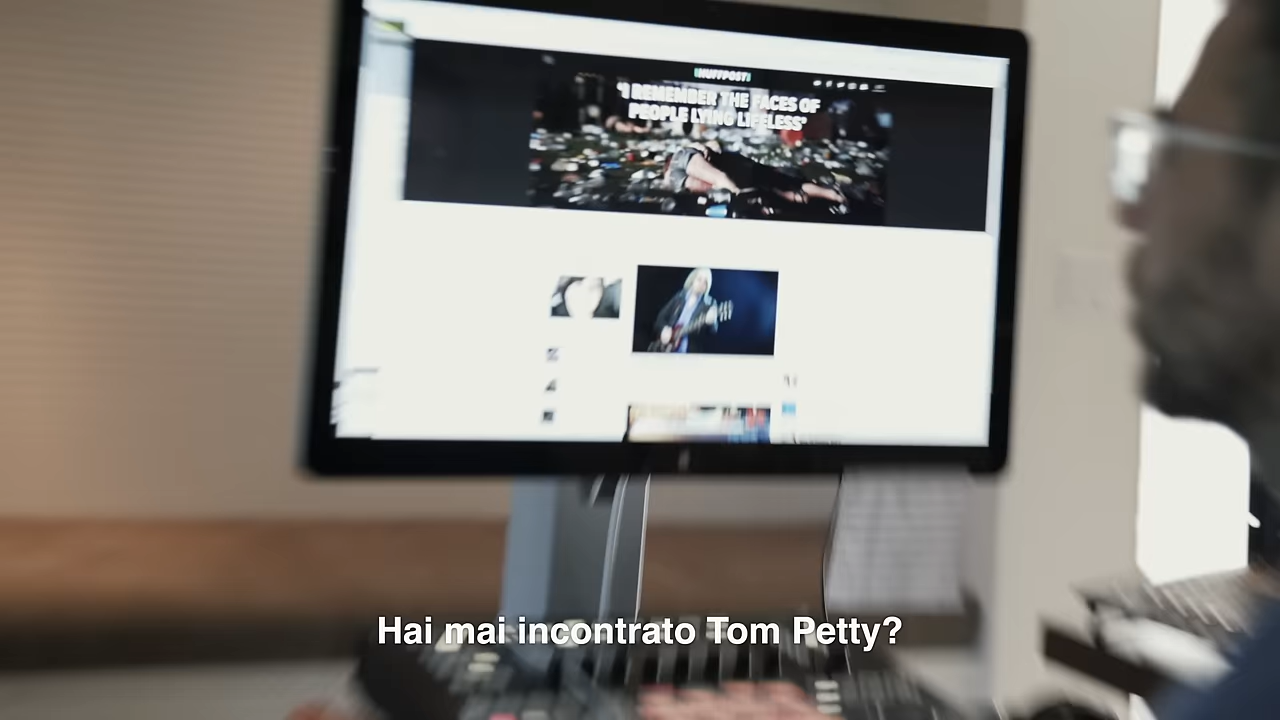 HUFFPOST
'I REMEMBER THE FACES OF
PEOPLE LYING LIFELESS'
Hai mai incontrato Tom Petty?